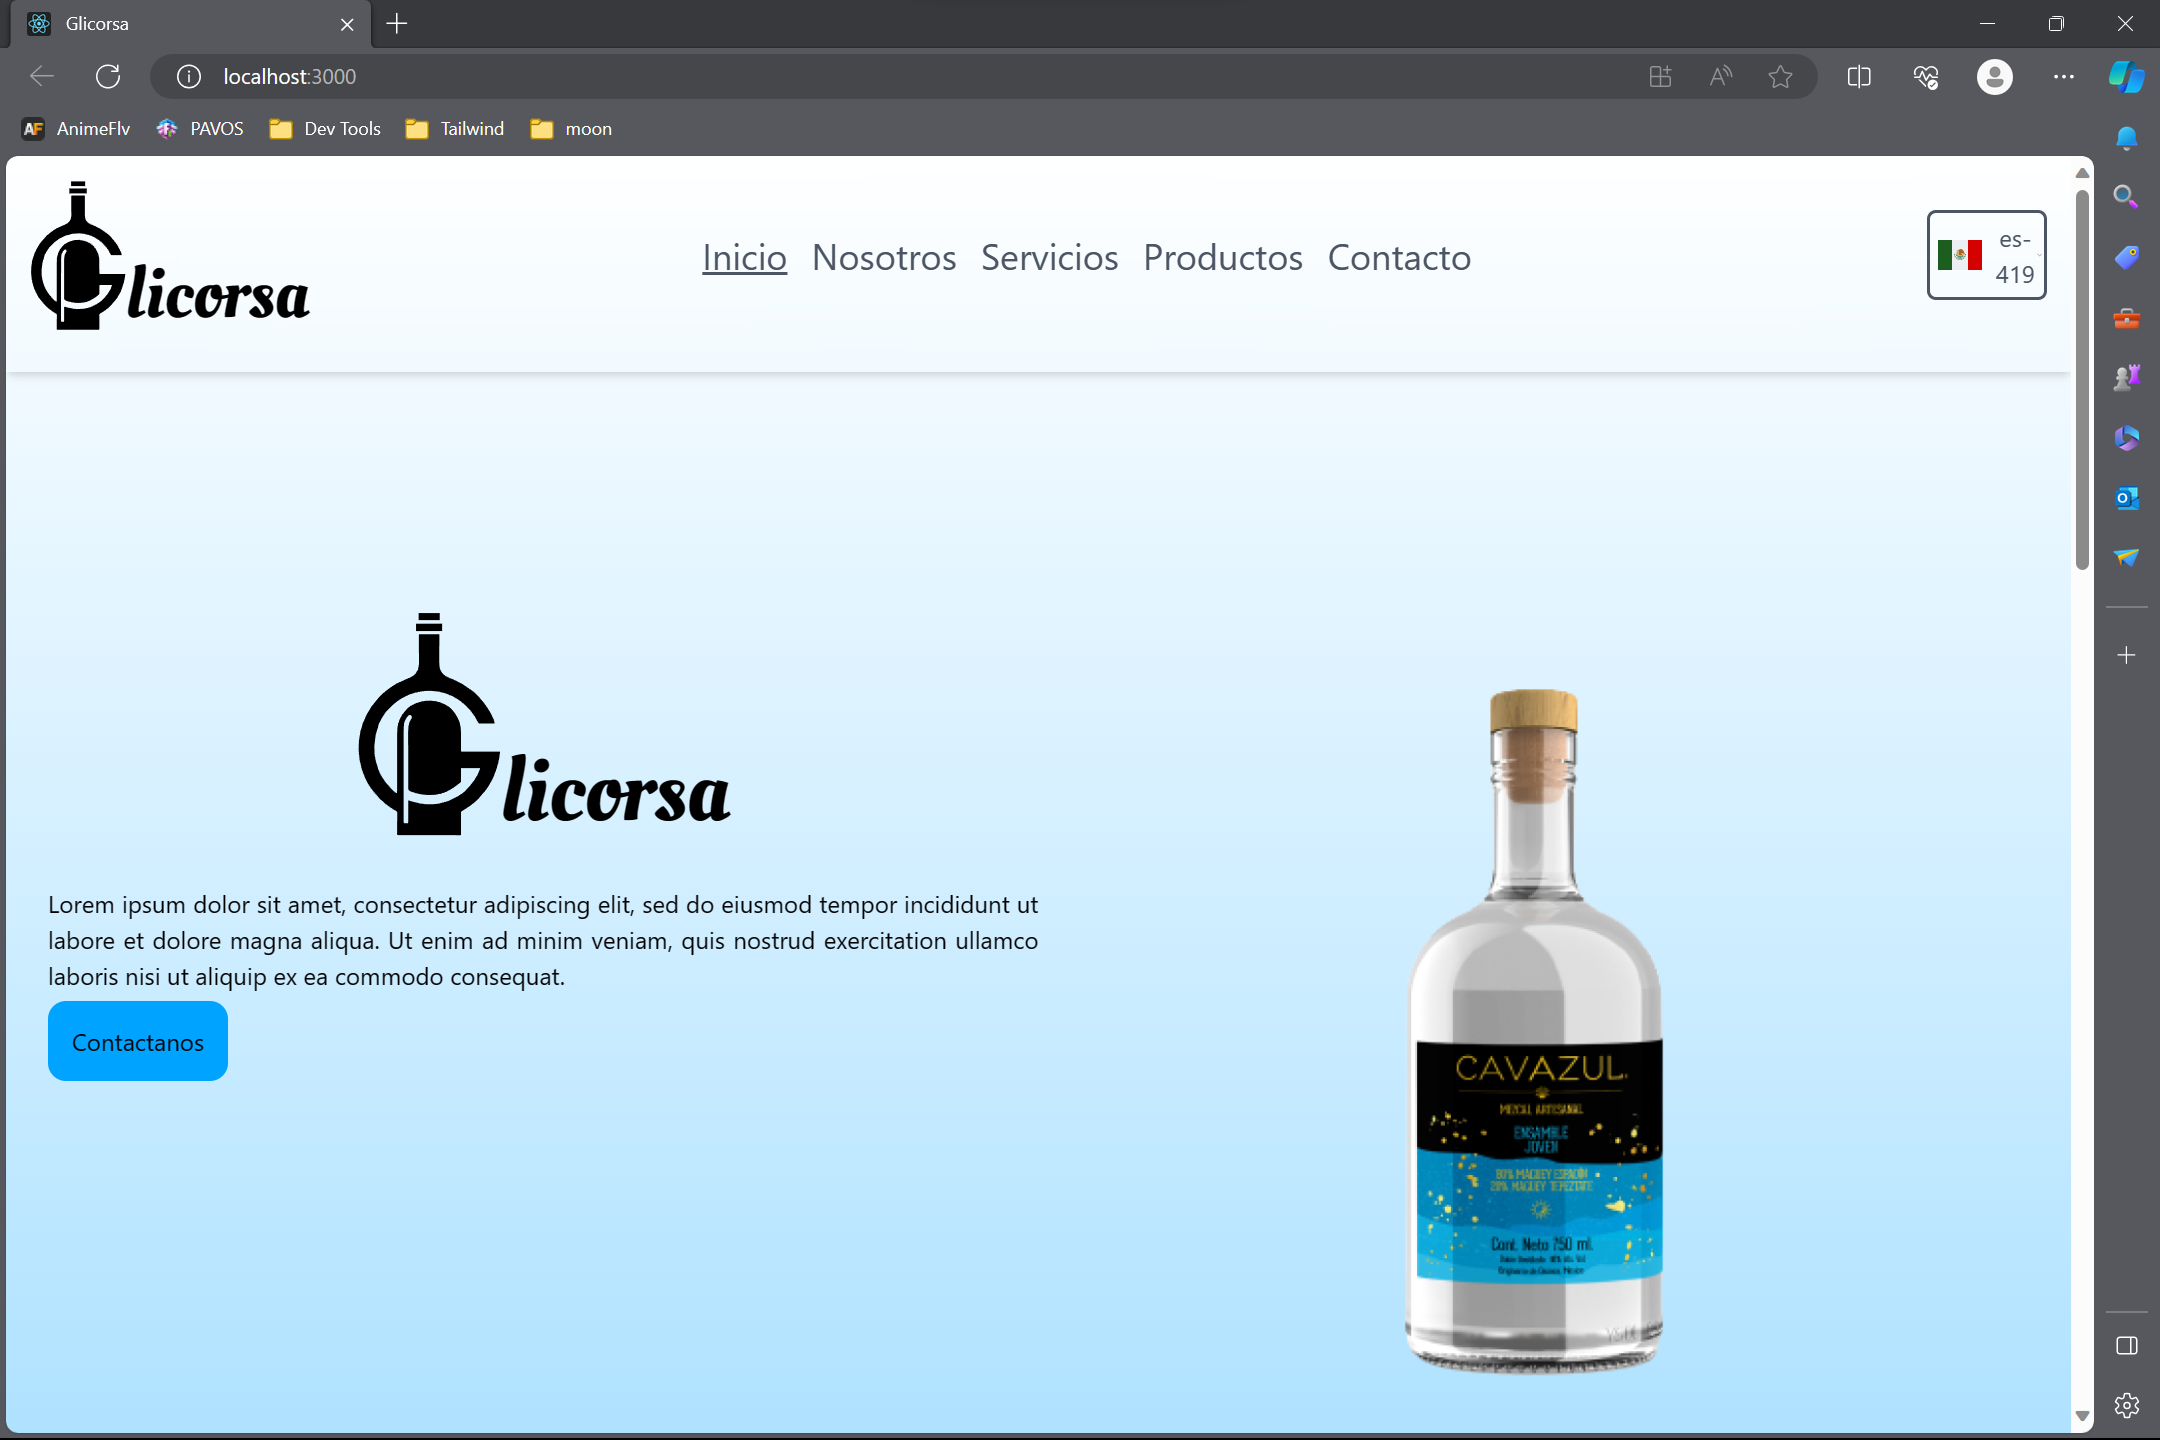 Glicorsa
localhost:3000
AnimeFlv PAVOS Dev Tools Tailwind moon
Glicorsa
Inicio Nosotros Servicios Productos Contacto
es-
419
Glicorsa
Lorem ipsum dolor sit amet, consectetur adipiscing elit, sed do eiusmod tempor incididunt ut
labore et dolore magna aliqua. Ut enim ad minim veniam, quis nostrud exercitation ullamco
laboris nisi ut aliquip ex ea commodo consequat.
Contactanos
CAVAZUL
MEZCAL ARTESANAL
ENSAMBLE
JOVEN
80% MAGUEY ESPADÍN
20% MAGUEY TEPEZTATE
Cont. Neto 750 ml.